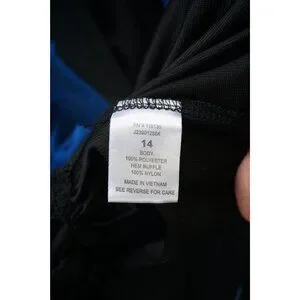 14
BODY
100% POLYESTER
HEM RUFFLE
100% NYLON
MADE IN VIETNAM
SEE REVERSE FOR CARE